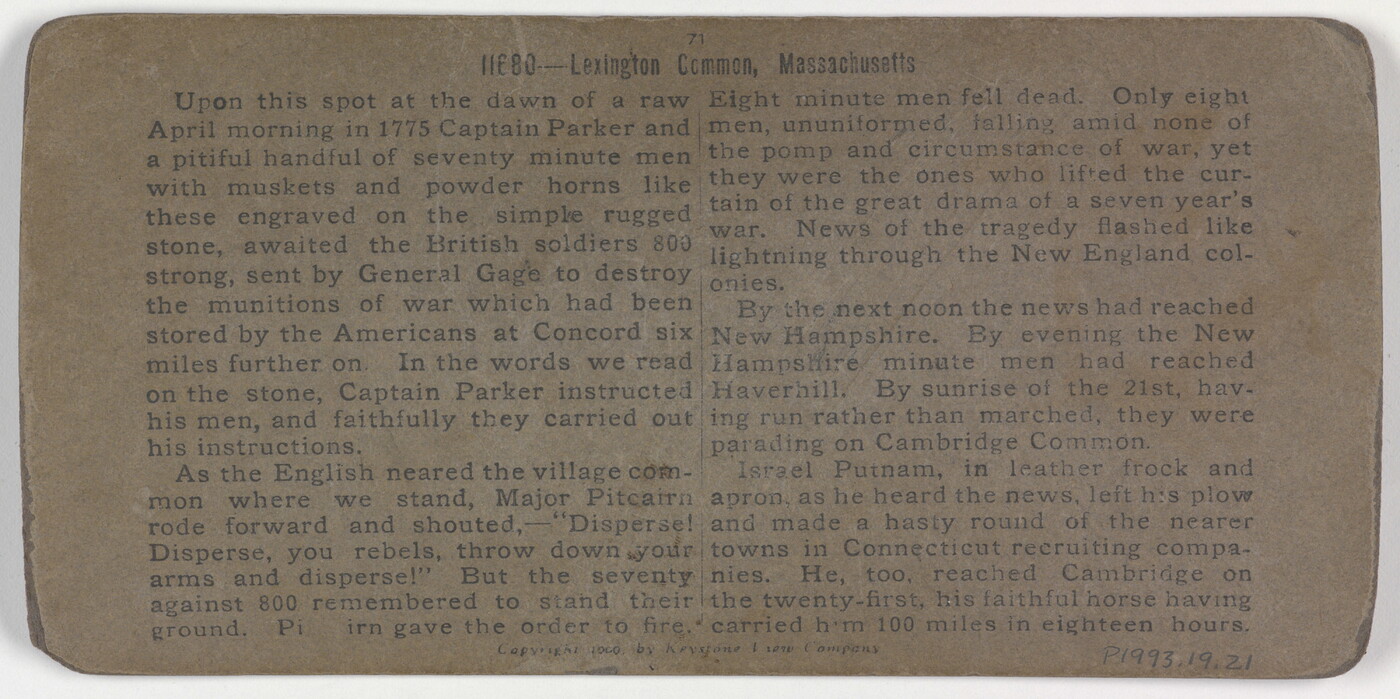 71
11680—Lexington Common, Massachusetts
Upon this spot at the dawn of a raw
April morning in 1775 Captain Parker and
a pitiful handful of seventy minute men
with muskets and powder horns like
these engraved on the simple rugged
stone, awaited the British soldiers 800
strong, sent by General Gage to destroy
the munitions of war which had been
stored by the Americans at Concord six
miles further on. In the words we read
on the stone, Captain Parker instructed
his men, and faithfully they carried out
his instructions.
As the English neared the village com-
mon where we stand, Major Pitcairn
rode forward and shouted,—"Disperse!
Disperse, you rebels, throw down your
arms and disperse!" But the seventy
against 800 remembered to stand their
ground. Pi irn gave the order to fire.
Eight minute men fell dead. Only eight
men, ununiformed, falling amid none of
the pomp and circumstance of war, yet
they were the ones who lifted the cur-
tain of the great drama of a seven year's
war. News of the tragedy flashed like
lightning through the New England col-
onies.
By the next noon the news had reached
New Hampshire. By evening the New
Hampshire minute men had reached
Haverhill. By sunrise of the 21st, hav-
ing run rather than marched, they were
parading on Cambridge Common.
Israel Putnam, in leather frock and
apron, as he heard the news, left his plow
and made a hasty round of the nearer
towns in Connecticut recruiting compa-
nies. He, too, reached Cambridge on
the twenty-first, his faithful horse having
carried him 100 miles in eighteen hours.
Copyright by Keystone View Company
P1993.19.21